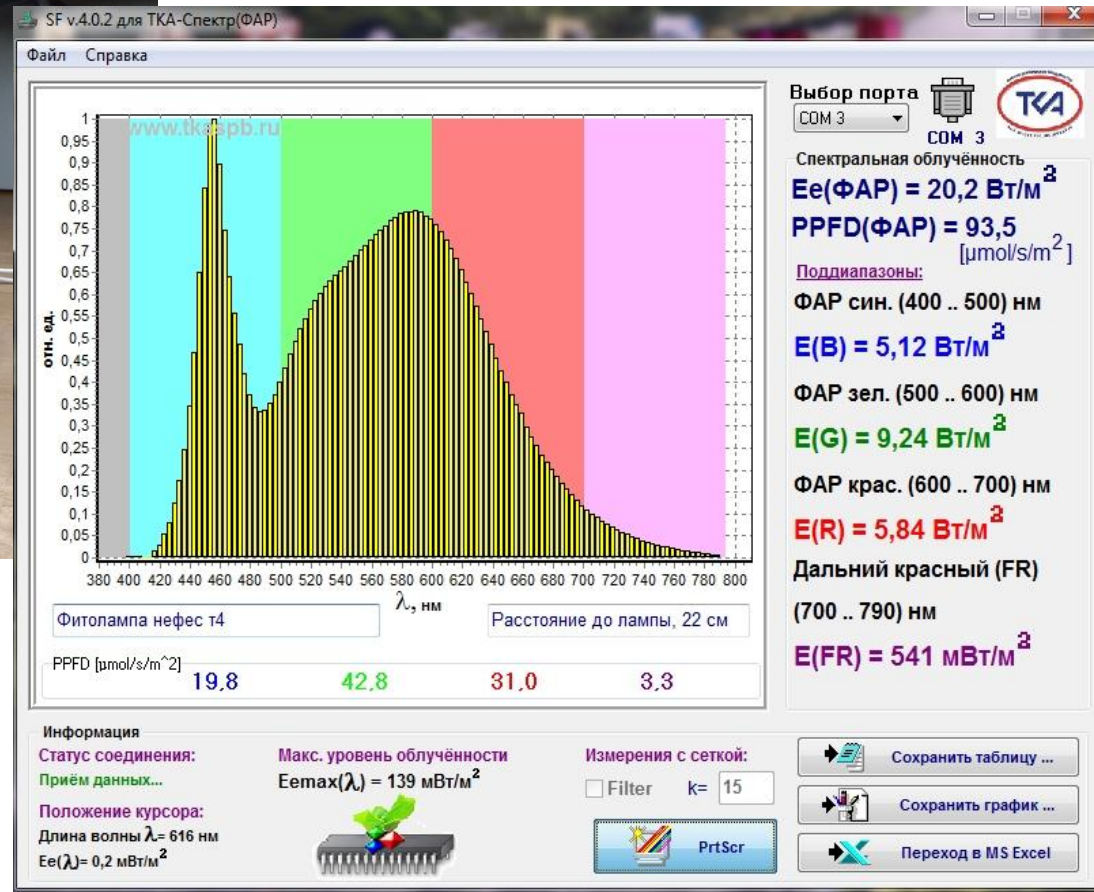 SF v.4.0.2 для ТКА-Спектр(ФАР)
Файл Справка
www.tkaspb.ru
1
0,95
0,9
0,85
0,8
0,75
0,7
0,65
0,6
0,55
0,5
0,45
0,4
0,35
0,3
0,25
0,2
0,15
0,1
0,05
0
отн. ед.
380 400 420 440 460 480 500 520 540 560 580 600 620 640 660 680 700 720 740 760 780 800
λ, нм
Фитолампа нефес т4
Расстояние до лампы, 22 см
PPFD [µmol/s/m^2]
19,8 42,8 31,0 3,3
Выбор порта
COM 3
COM 3
ТКА
Спектральная облучённость
Ee(ФАР) = 20,2 Вт/м²
PPFD(ФАР) = 93,5
[µmol/s/m²]
Поддиапазоны:
ФАР син. (400 .. 500) нм
E(B) = 5,12 Вт/м²
ФАР зел. (500 .. 600) нм
E(G) = 9,24 Вт/м²
ФАР крас. (600 .. 700) нм
E(R) = 5,84 Вт/м²
Дальний красный (FR)
(700 .. 790) нм
E(FR) = 541 мВт/м²
Информация
Статус соединения:
Приём данных...
Положение курсора:
Длина волны λ= 616 нм
Ee(λ)= 0,2 мВт/м²
Макс. уровень облучённости
Eemax(λ) = 139 мВт/м²
Измерения с сеткой:
Filter k= 15
PrtScr
Сохранить таблицу ...
Сохранить график ...
Переход в MS Excel